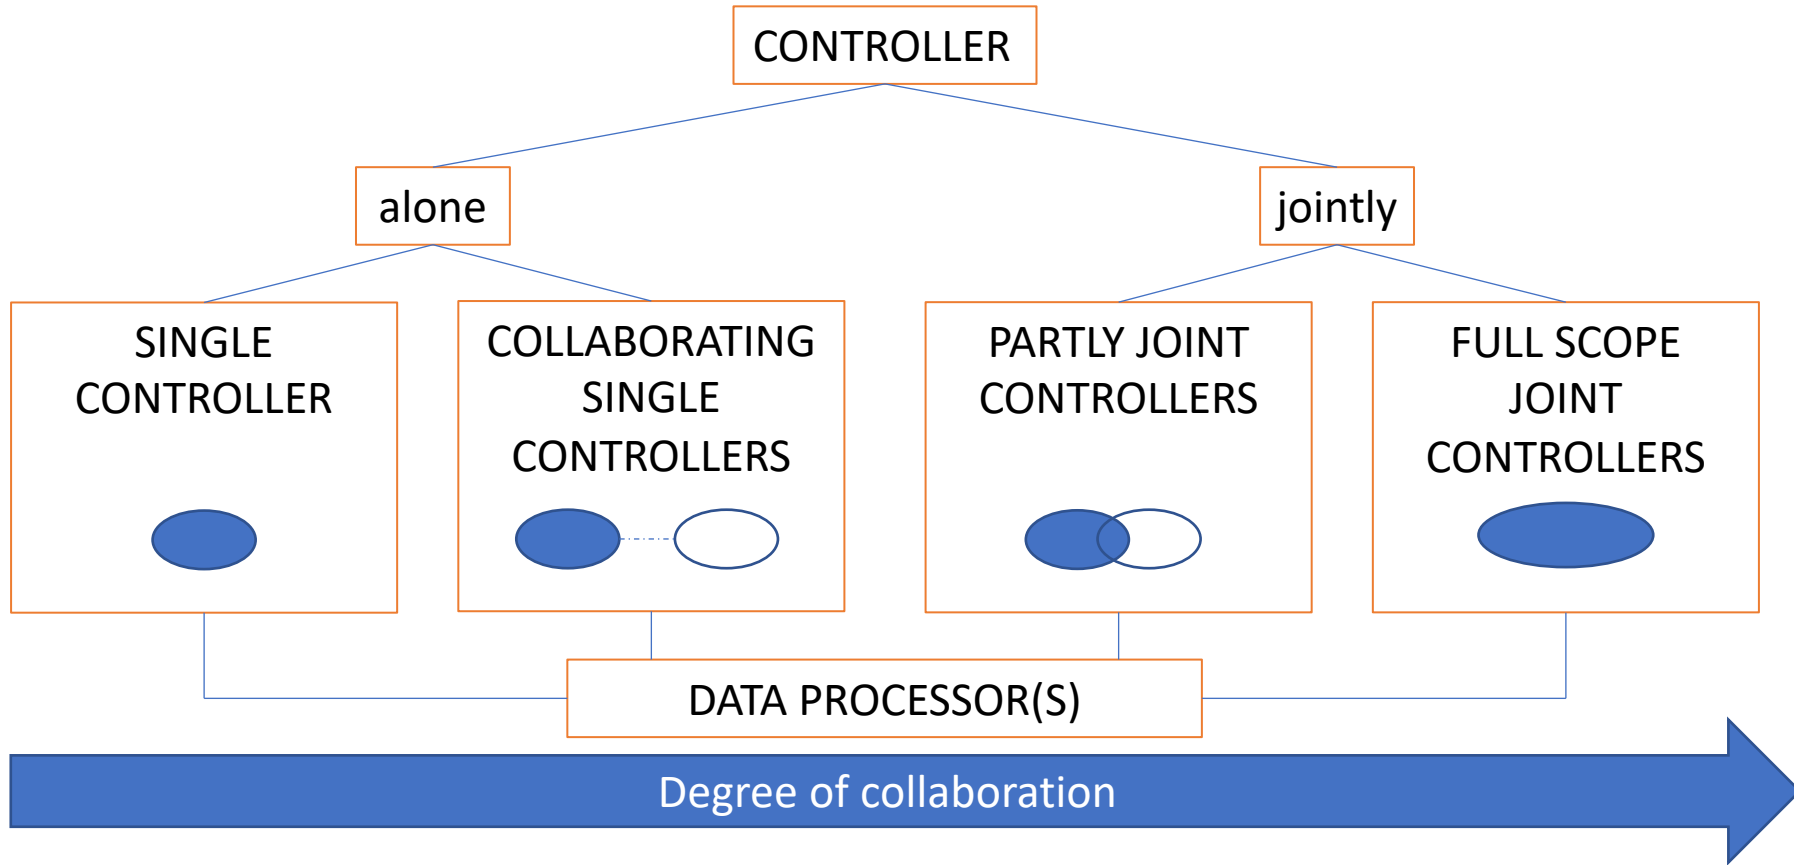 CONTROLLER
alone
jointly
SINGLE
CONTROLLER
COLLABORATING
SINGLE
CONTROLLERS
PARTLY JOINT
CONTROLLERS
FULL SCOPE
JOINT
CONTROLLERS
DATA PROCESSOR(S)
Degree of collaboration